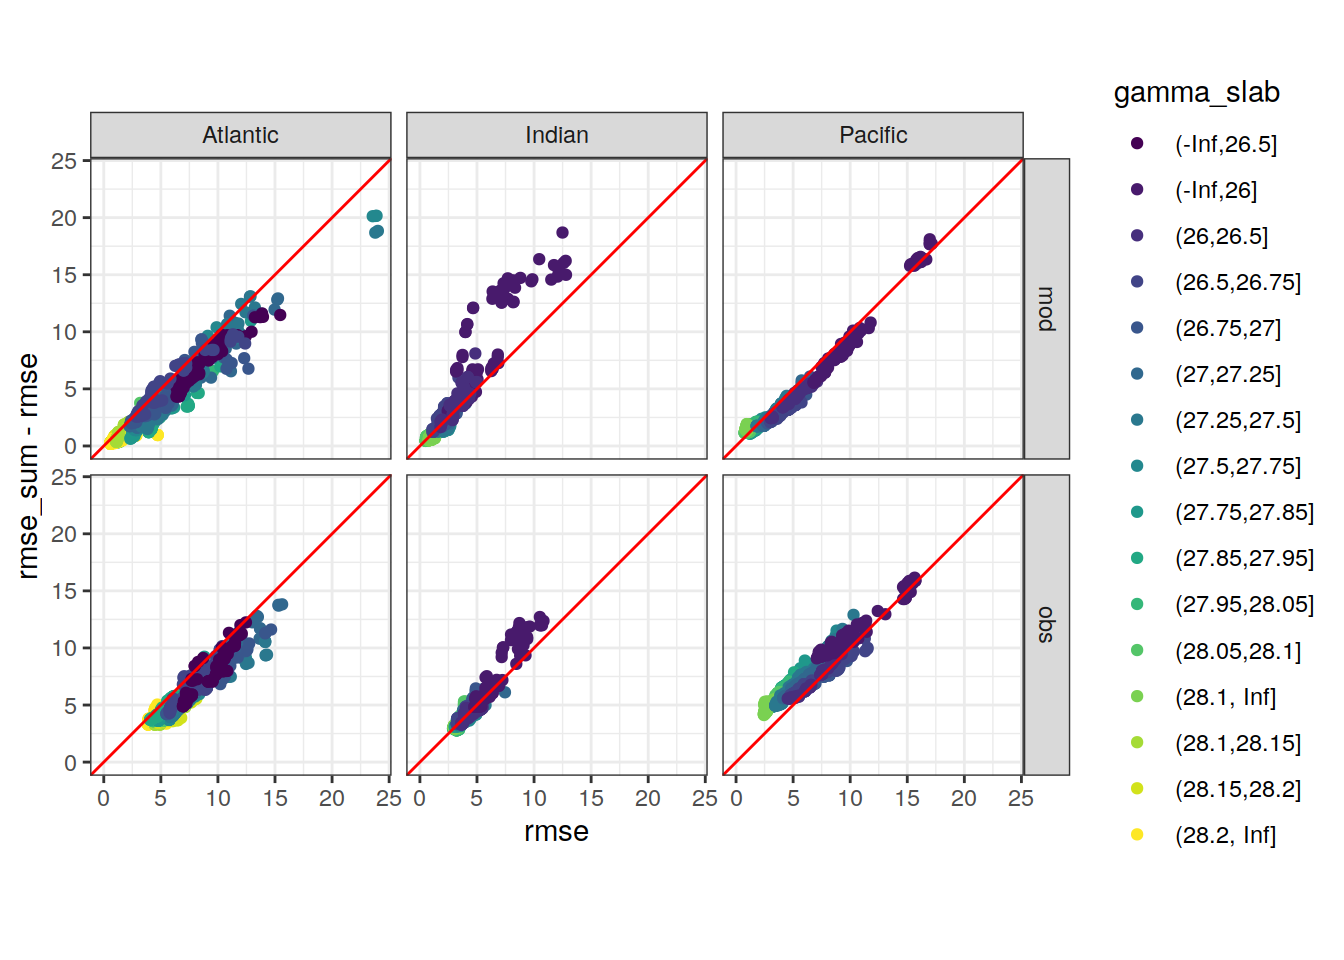 gamma_slab
Atlantic Indian Pacific
(-Inf,26.5]
(-Inf,26]
(26,26.5]
(26.5,26.75]
(26.75,27]
(27,27.25]
(27.25,27.5]
(27.5,27.75]
(27.75,27.85]
(27.85,27.95]
(27.95,28.05]
(28.05,28.1]
(28.1, Inf]
(28.1,28.15]
(28.15,28.2]
(28.2, Inf]
25
20
15
10
5
0
mod
25
20
15
10
5
0
obs
rmse_sum - rmse
0 5 10 15 20 25 0 5 10 15 20 25 0 5 10 15 20 25
rmse